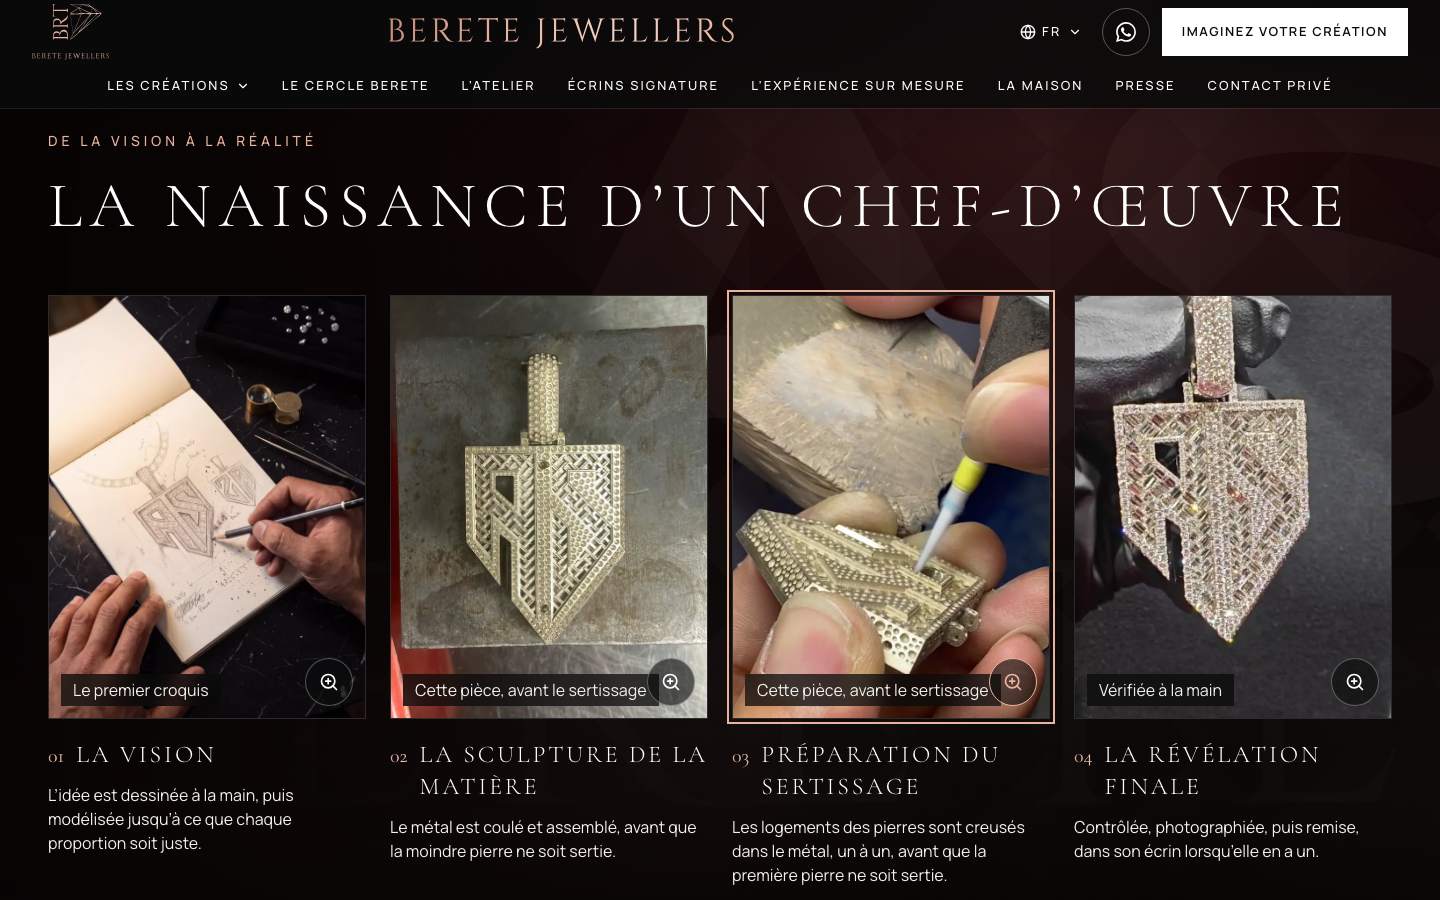 BRT
BERETE JEWELLERS
BERETE JEWELLERS
FR
IMAGINEZ VOTRE CRÉATION
LES CRÉATIONS
LE CERCLE BERETE
L'ATELIER
ÉCRINS SIGNATURE
L'EXPÉRIENCE SUR MESURE
LA MAISON
PRESSE
CONTACT PRIVÉ
DE LA VISION À LA RÉALITÉ
LA NAISSANCE D’UN CHEF-D’ŒUVRE
Le premier croquis
Cette pièce, avant le sertissage
Cette pièce, avant le sertissage
Vérifiée à la main
01 LA VISION
L’idée est dessinée à la main, puis
modélisée jusqu’à ce que chaque
proportion soit juste.
02 LA SCULPTURE DE LA
MATIÈRE
Le métal est coulé et assemblé, avant que
la moindre pierre ne soit sertie.
03 PRÉPARATION DU
SERTISSAGE
Les logements des pierres sont creusés
dans le métal, un à un, avant que la
première pierre ne soit sertie.
04 LA RÉVÉLATION
FINALE
Contrôlée, photographiée, puis remise,
dans son écrin lorsqu’elle en a un.